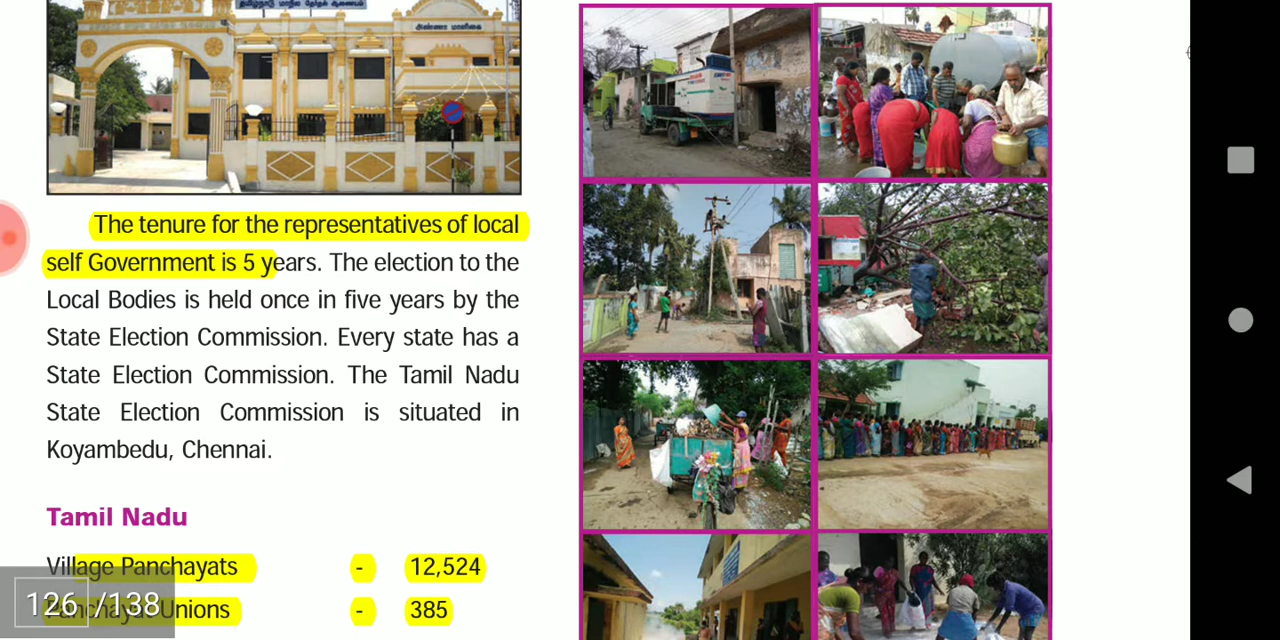 அண்ணா மாளிகை
The tenure for the representatives of local
self Government is 5 years. The election to the
Local Bodies is held once in five years by the
State Election Commission. Every state has a
State Election Commission. The Tamil Nadu
State Election Commission is situated in
Koyambedu, Chennai.
Tamil Nadu
Village Panchayats - 12,524
Panchayat Unions - 385
126 /138